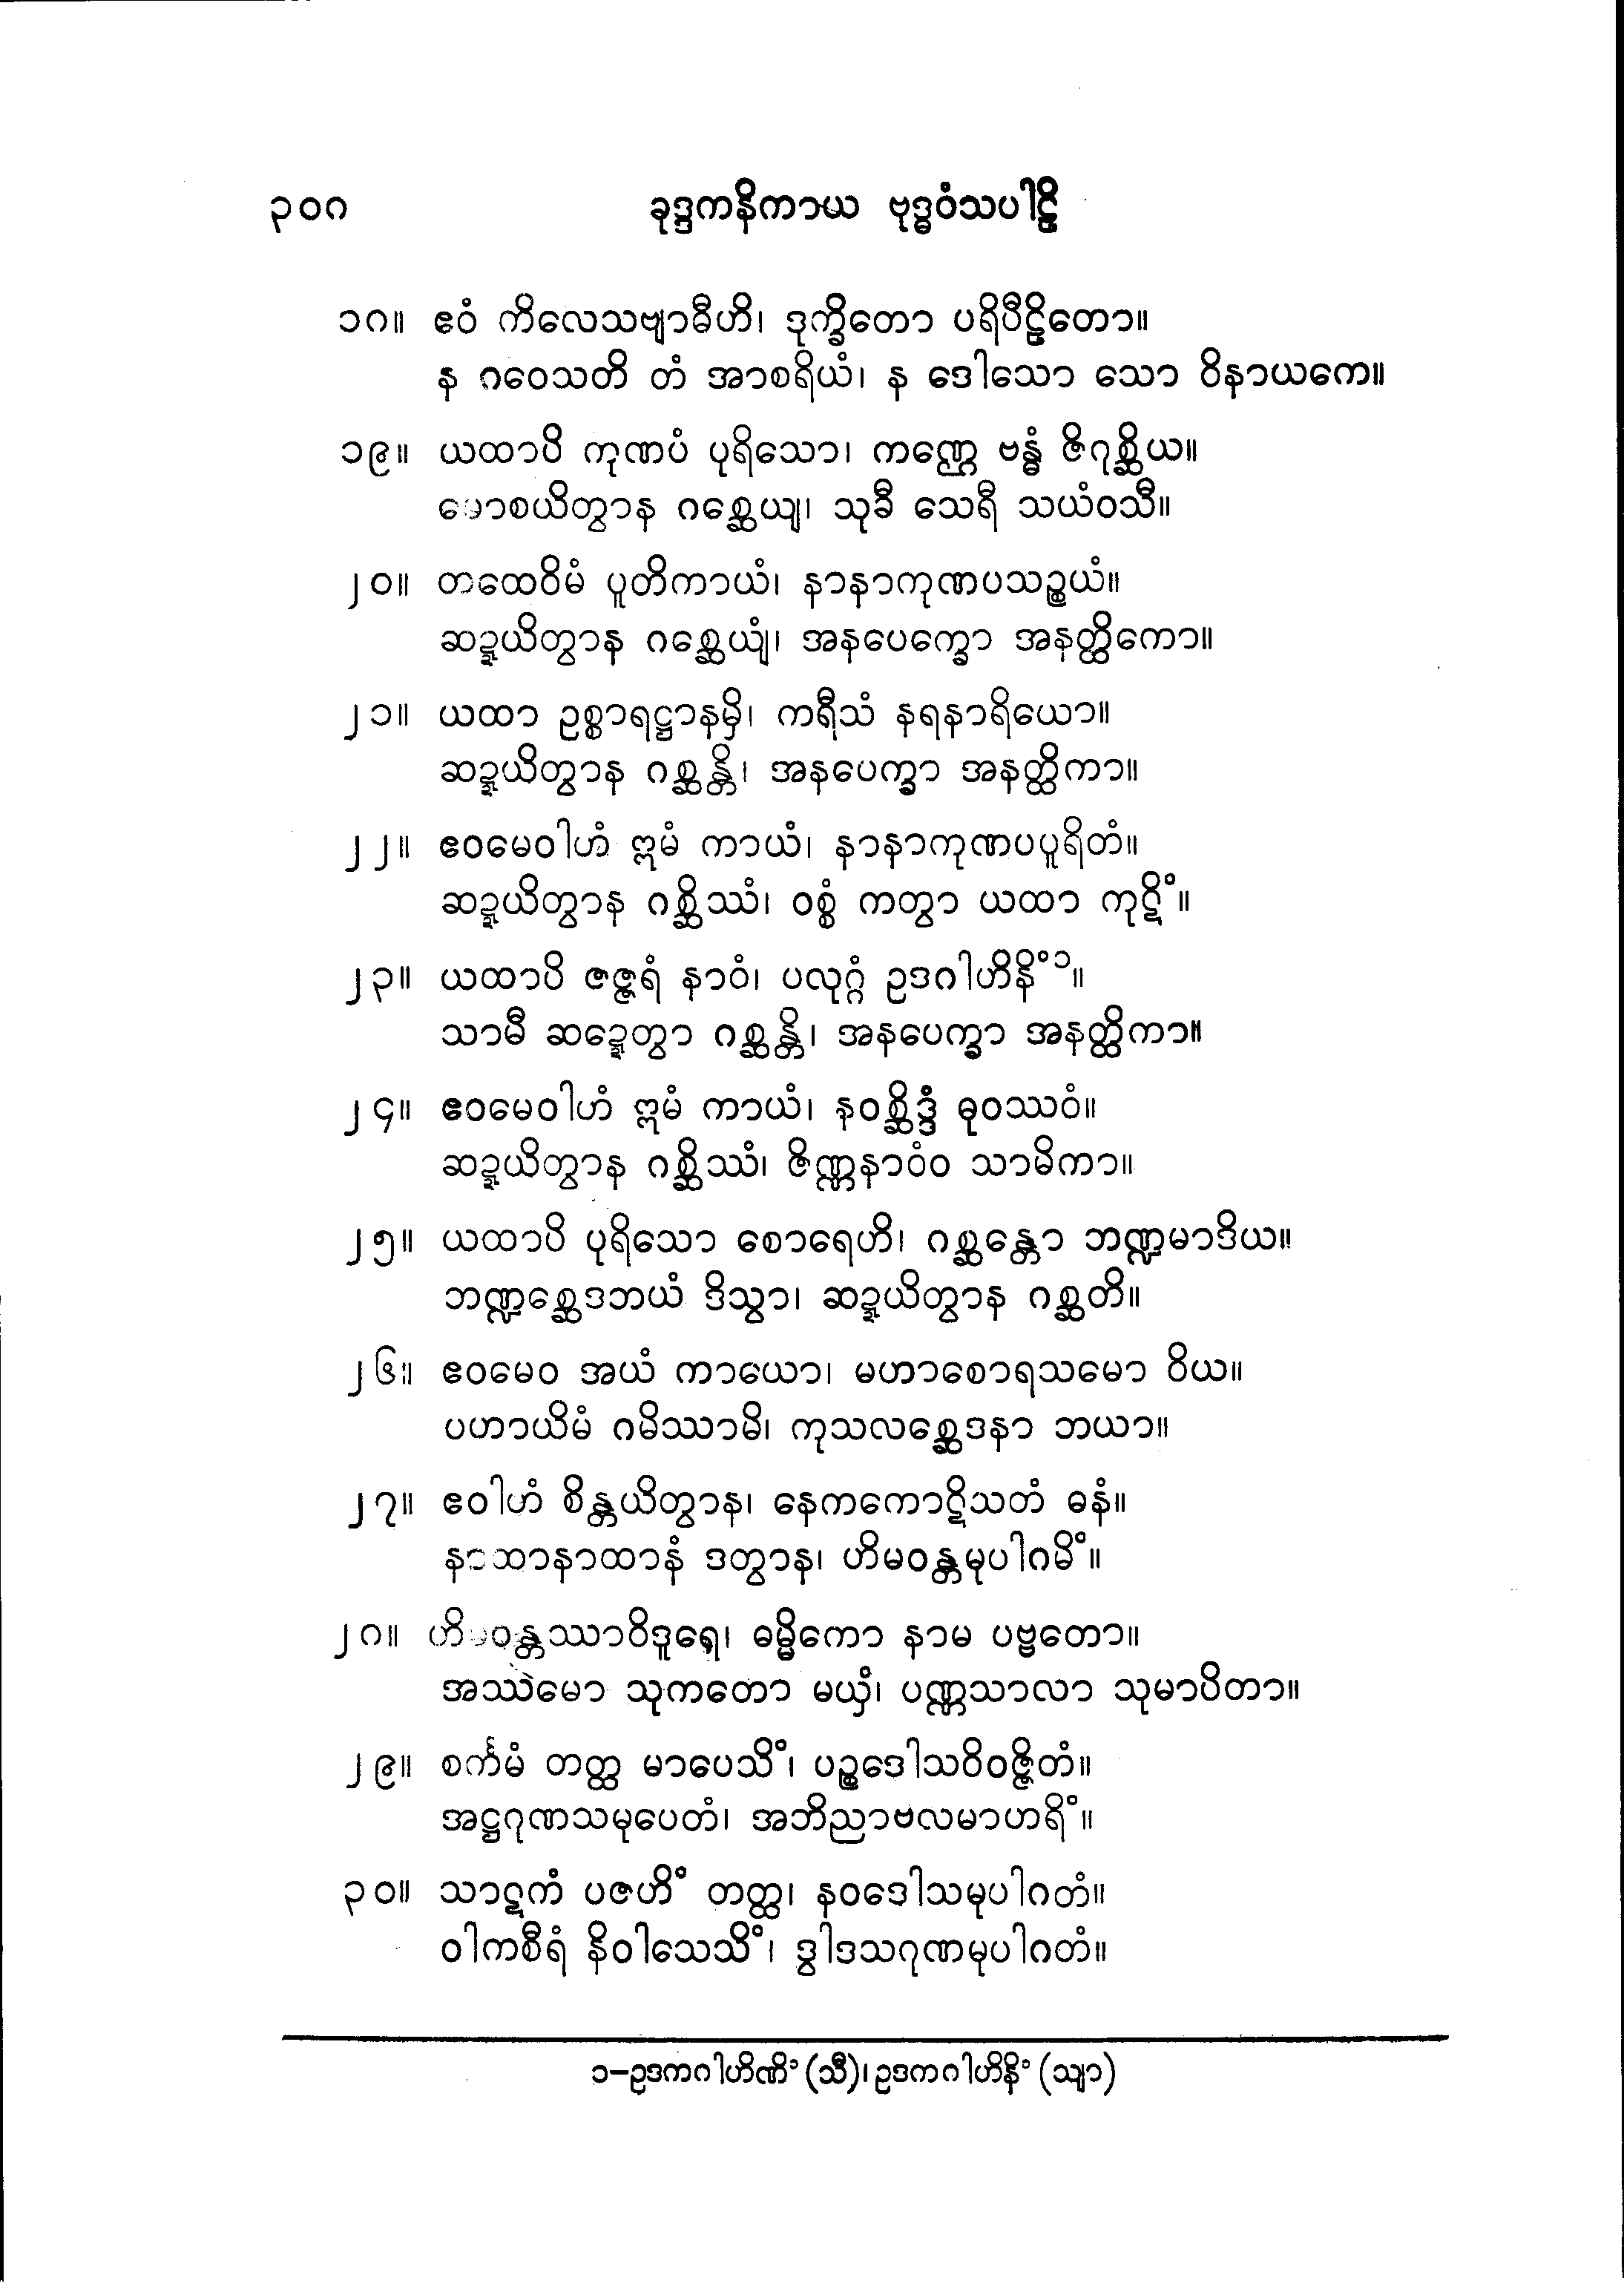 ၃၀၈ ခုဒ္ဒကနိကာယ ဗုဒ္ဓဝံသပါဠိ
၁၈။ ဧဝံ ကိလေသဗျာဓီဟိ၊ ဒုက္ခိတော ပရိပီဠိတော။
န ဂဝေသတိ တံ အာစရိယံ၊ န ဒေါသော သော ဝိနာယကေ။
၁၉။ ယထာပိ ကုဏပံ ပုရိသော၊ ကဏ္ဌေ ဗန္ဓံ ဇိဂုစ္ဆိယ။
မောစယိတွာန ဂစ္ဆေယျ၊ သုခီ သေရီ သယံဝသီ။
၂၀။ တထေဝိမံ ပူတိကာယံ၊ နာနာကုဏပသဉ္စယံ။
ဆဍ္ဍယိတွာန ဂစ္ဆေယျံ၊ အနပေက္ခော အနတ္ထိကော။
၂၁။ ယထာ ဥစ္စာရဋ္ဌာနမှိ၊ ကရီသံ နရနာရိယော။
ဆဍ္ဍယိတွာန ဂစ္ဆန္တိ၊ အနပေက္ခာ အနတ္ထိကာ။
၂၂။ ဧဝမေဝါဟံ ဣမံ ကာယံ၊ နာနာကုဏပပူရိတံ။
ဆဍ္ဍယိတွာန ဂစ္ဆိဿံ၊ ဝစ္စံ ကတွာ ယထာ ကုဋိံ။
၂၃။ ယထာပိ ဇဇ္ဇရံ နာဝံ၊ ပလုဂ္ဂံ ဥဒဂါဟိနိံ၁။
သာမီ ဆဍ္ဍေတွာ ဂစ္ဆန္တိ၊ အနပေက္ခာ အနတ္ထိကာ။
၂၄။ ဧဝမေဝါဟံ ဣမံ ကာယံ၊ နဝစ္ဆိဒ္ဒံ ဓုဝဿဝံ။
ဆဍ္ဍယိတွာန ဂစ္ဆိဿံ၊ ဇိဏ္ဏနာဝံဝ သာမိကာ။
၂၅။ ယထာပိ ပုရိသော စောရေဟိ၊ ဂစ္ဆန္တော ဘဏ္ဍမာဒိယ။
ဘဏ္ဍစ္ဆေဒဘယံ ဒိသွာ၊ ဆဍ္ဍယိတွာန ဂစ္ဆတိ။
၂၆။ ဧဝမေဝ အယံ ကာယော၊ မဟာစောရသမော ဝိယ။
ပဟာယိမံ ဂမိဿာမိ၊ ကုသလစ္ဆေဒနာ ဘယာ။
၂၇။ ဧဝါဟံ စိန္တယိတွာန၊ နေကကောဋိသတံ ဓနံ။
နာထာနာထာနံ ဒတွာန၊ ဟိမဝန္တမုပါဂမိံ။
၂၈။ ဟိမဝန္တဿာဝိဒူရေ၊ ဓမ္မိကော နာမ ပဗ္ဗတော။
အဿမော သုကတော မယှံ၊ ပဏ္ဏသာလာ သုမာပိတာ။
၂၉။ စင်္ကမံ တတ္ထ မာပေသိံ၊ ပဉ္စဒေါသဝိဝဇ္ဇိတံ။
အဋ္ဌဂုဏသမုပေတံ၊ အဘိညာဗလမာဟရိံ။
၃၀။ သာဋကံ ပဇဟိံ တတ္ထ၊ နဝဒေါသမုပါဂတံ။
ဝါကစီရံ နိဝါသေသိံ၊ ဒွါဒသဂုဏမုပါဂတံ။
၁-ဥဒကဂါဟိဏိံ (သီ)၊ ဥဒကဂါဟိနိံ (သျာ)